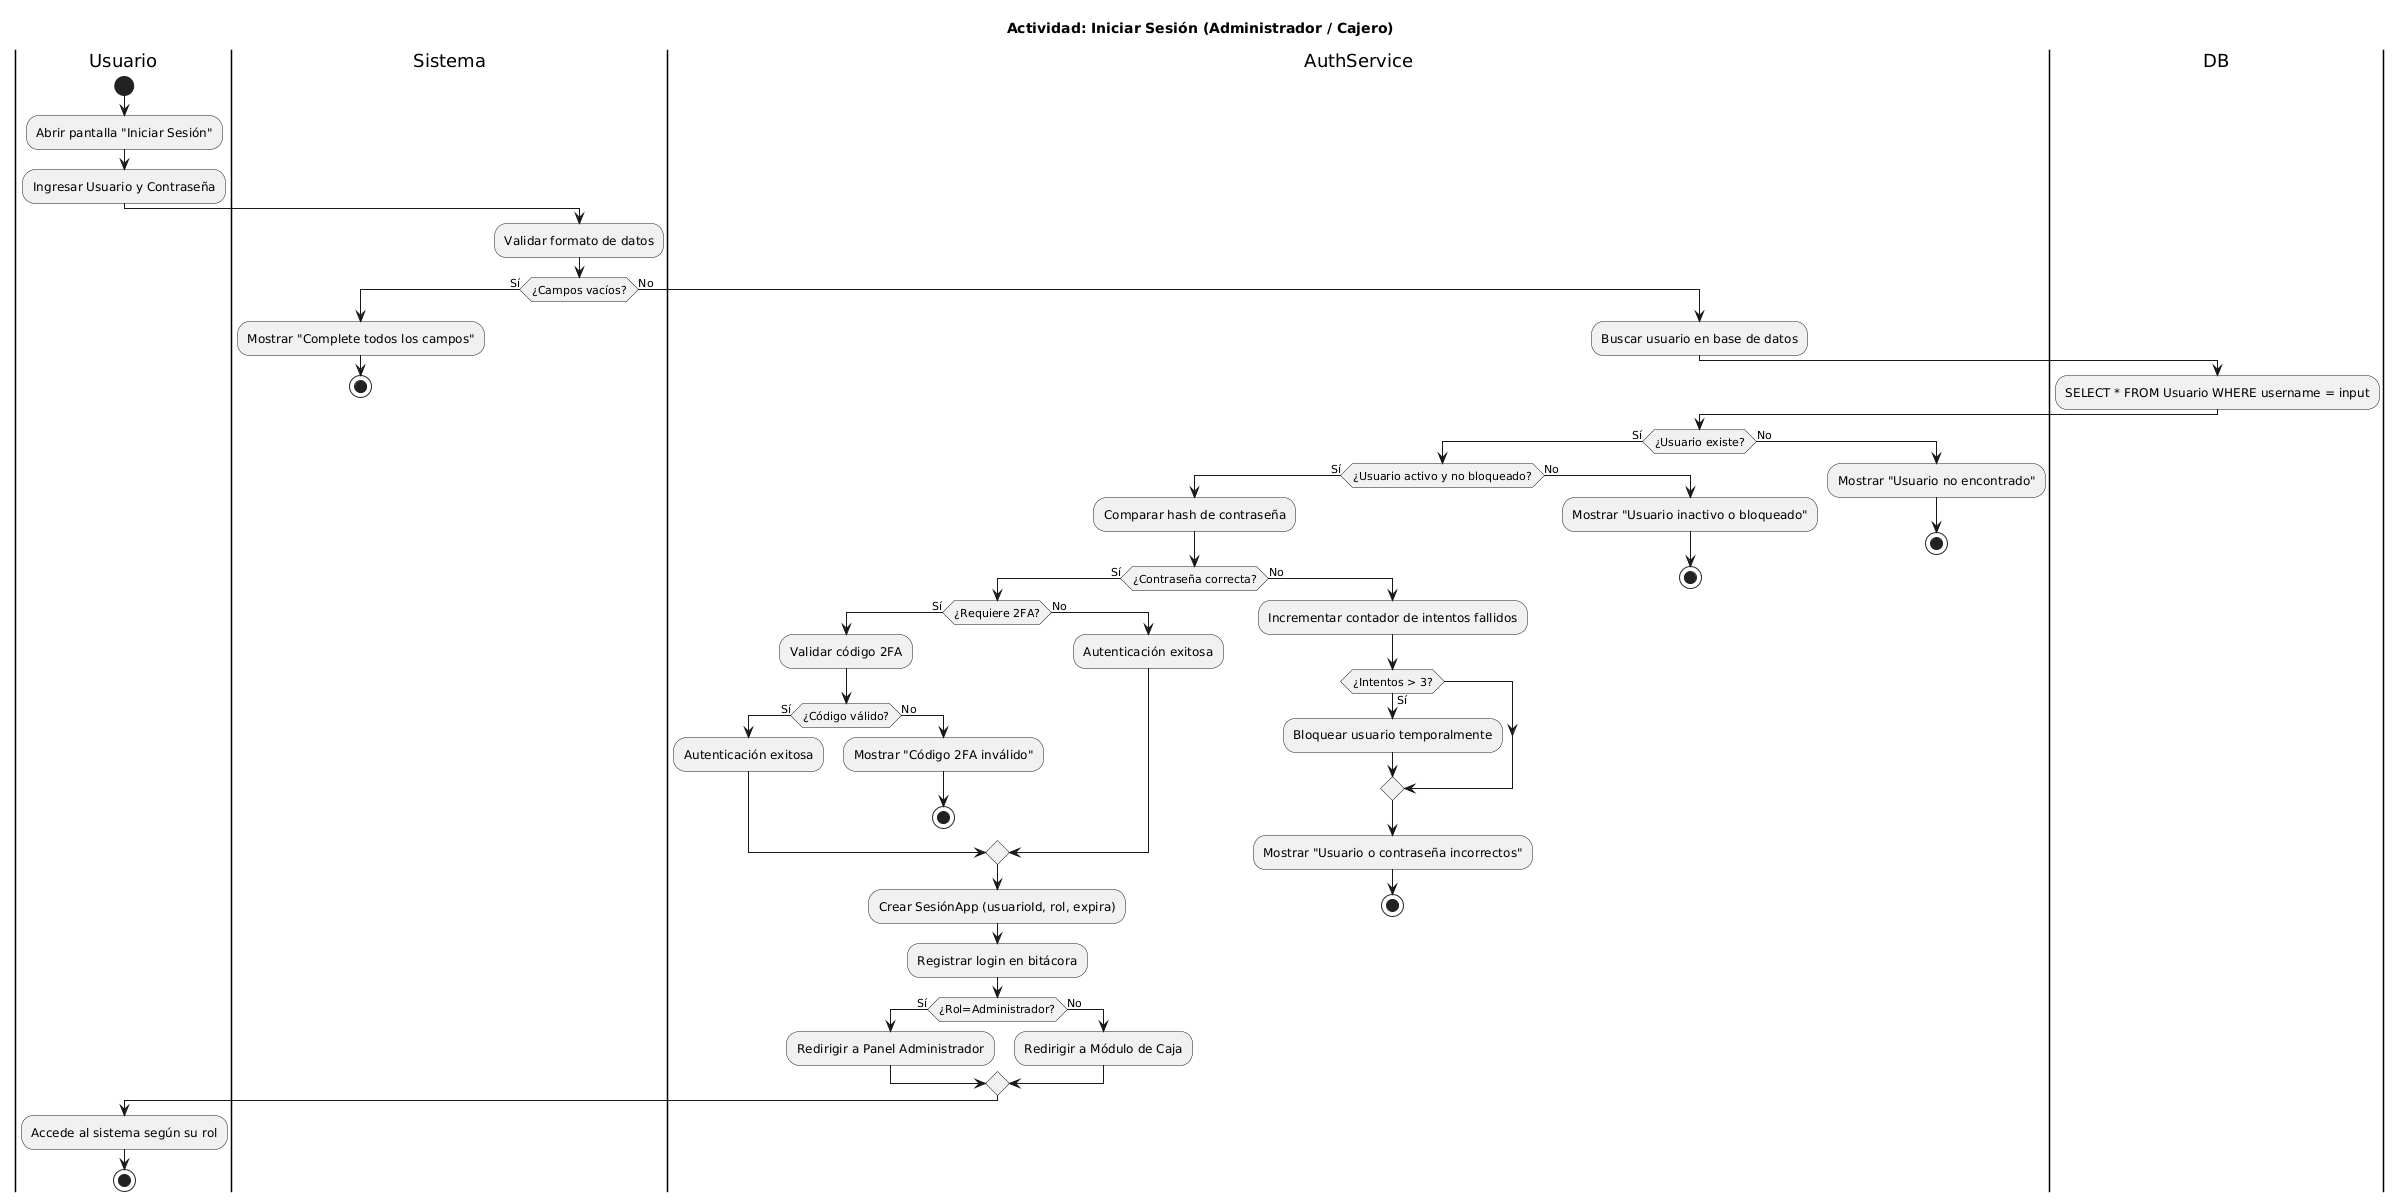 Actividad: Iniciar Sesión (Administrador / Cajero)
Usuario
Sistema
AuthService
DB
Abrir pantalla "Iniciar Sesión"
Ingresar Usuario y Contraseña
Validar formato de datos
Sí
¿Campos vacíos?
No
Mostrar "Complete todos los campos"
Buscar usuario en base de datos
SELECT * FROM Usuario WHERE username = input
Sí
¿Usuario existe?
No
Sí
¿Usuario activo y no bloqueado?
No
Mostrar "Usuario no encontrado"
Comparar hash de contraseña
Mostrar "Usuario inactivo o bloqueado"
Sí
¿Contraseña correcta?
No
Sí
¿Requiere 2FA?
No
Incrementar contador de intentos fallidos
Validar código 2FA
Autenticación exitosa
¿Intentos > 3?
Sí
Sí
¿Código válido?
No
Bloquear usuario temporalmente
Autenticación exitosa
Mostrar "Código 2FA inválido"
Mostrar "Usuario o contraseña incorrectos"
Crear SesiónApp (usuarioId, rol, expira)
Registrar login en bitácora
Sí
¿Rol=Administrador?
No
Redirigir a Panel Administrador
Redirigir a Módulo de Caja
Accede al sistema según su rol